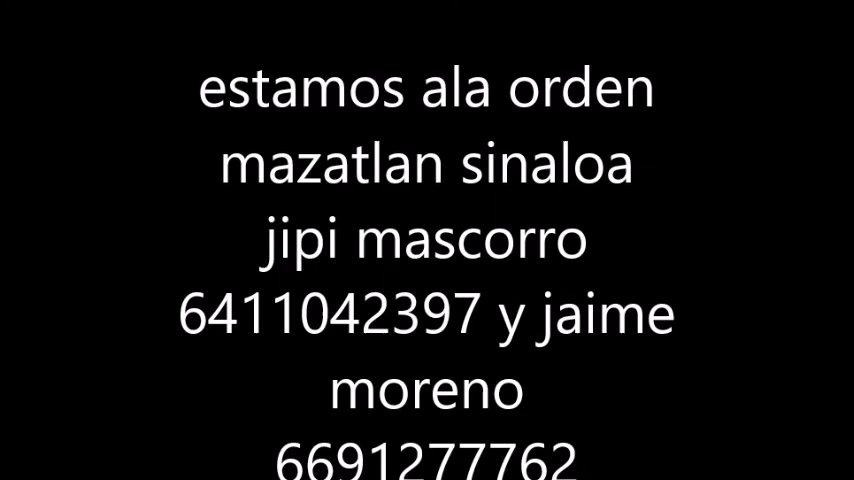 estamos ala orden
mazatlan sinaloa
jipi mascorro
6411042397 y jaime
moreno
6691277762